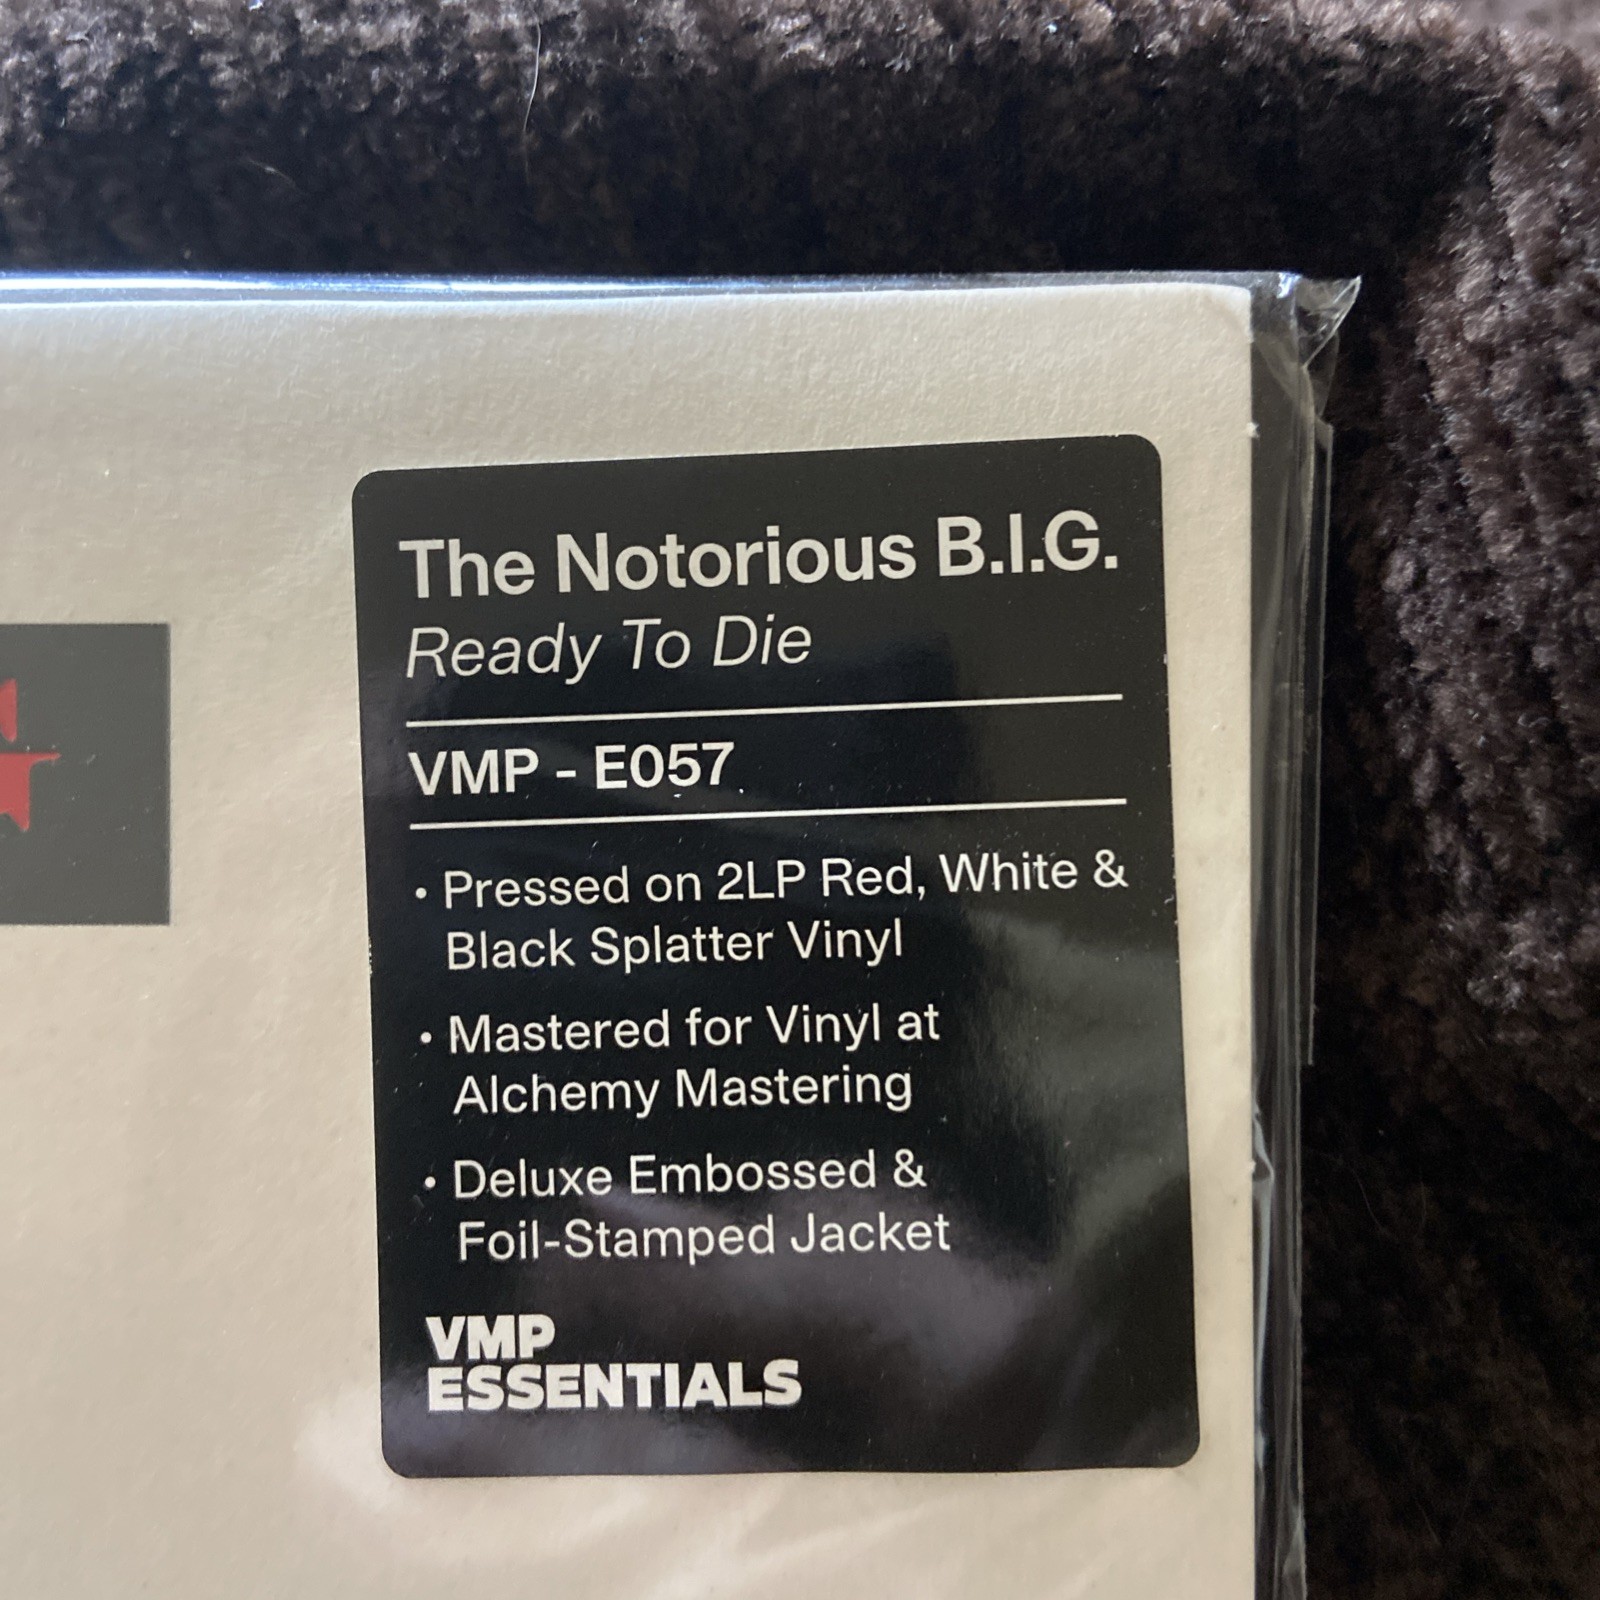 The Notorious B.I.G.
Ready To Die
VMP - E057
• Pressed on 2LP Red, White &
Black Splatter Vinyl
• Mastered for Vinyl at
Alchemy Mastering
• Deluxe Embossed &
Foil-Stamped Jacket
VMP
ESSENTIALS